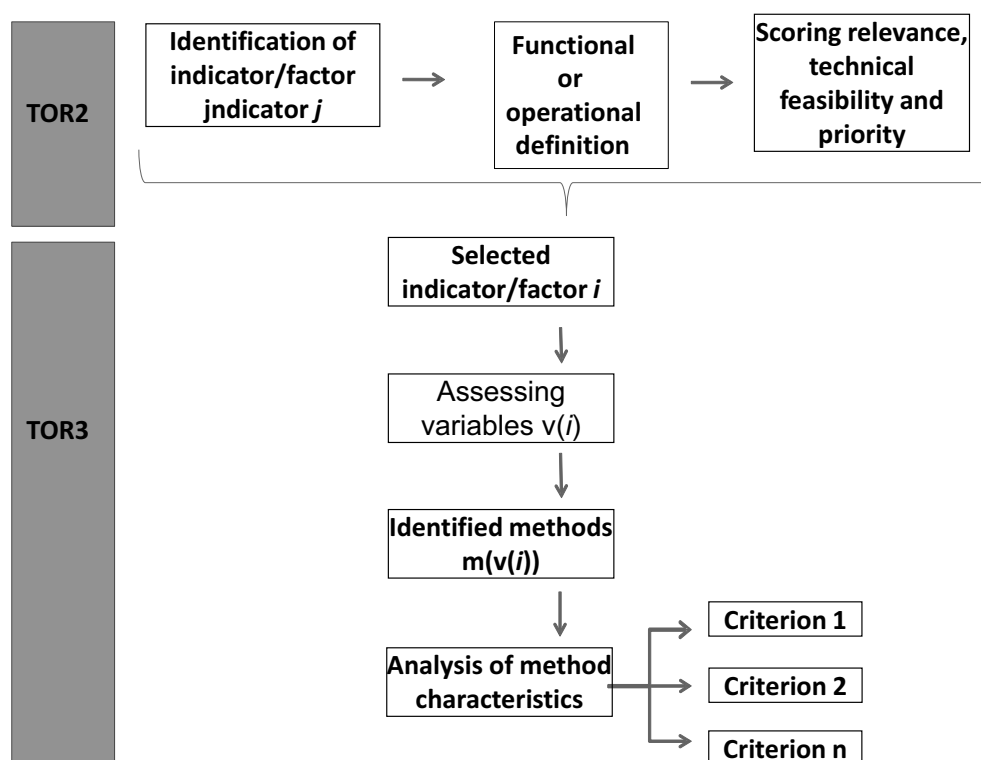 TOR2
Identification of
indicator/factor
jndicator j
Functional
or
operational
definition
Scoring relevance,
technical
feasibility and
priority
TOR3
Selected
indicator/factor i
Assessing
variables v(i)
Identified methods
m(v(i))
Analysis of method
characteristics
Criterion 1
Criterion 2
Criterion n